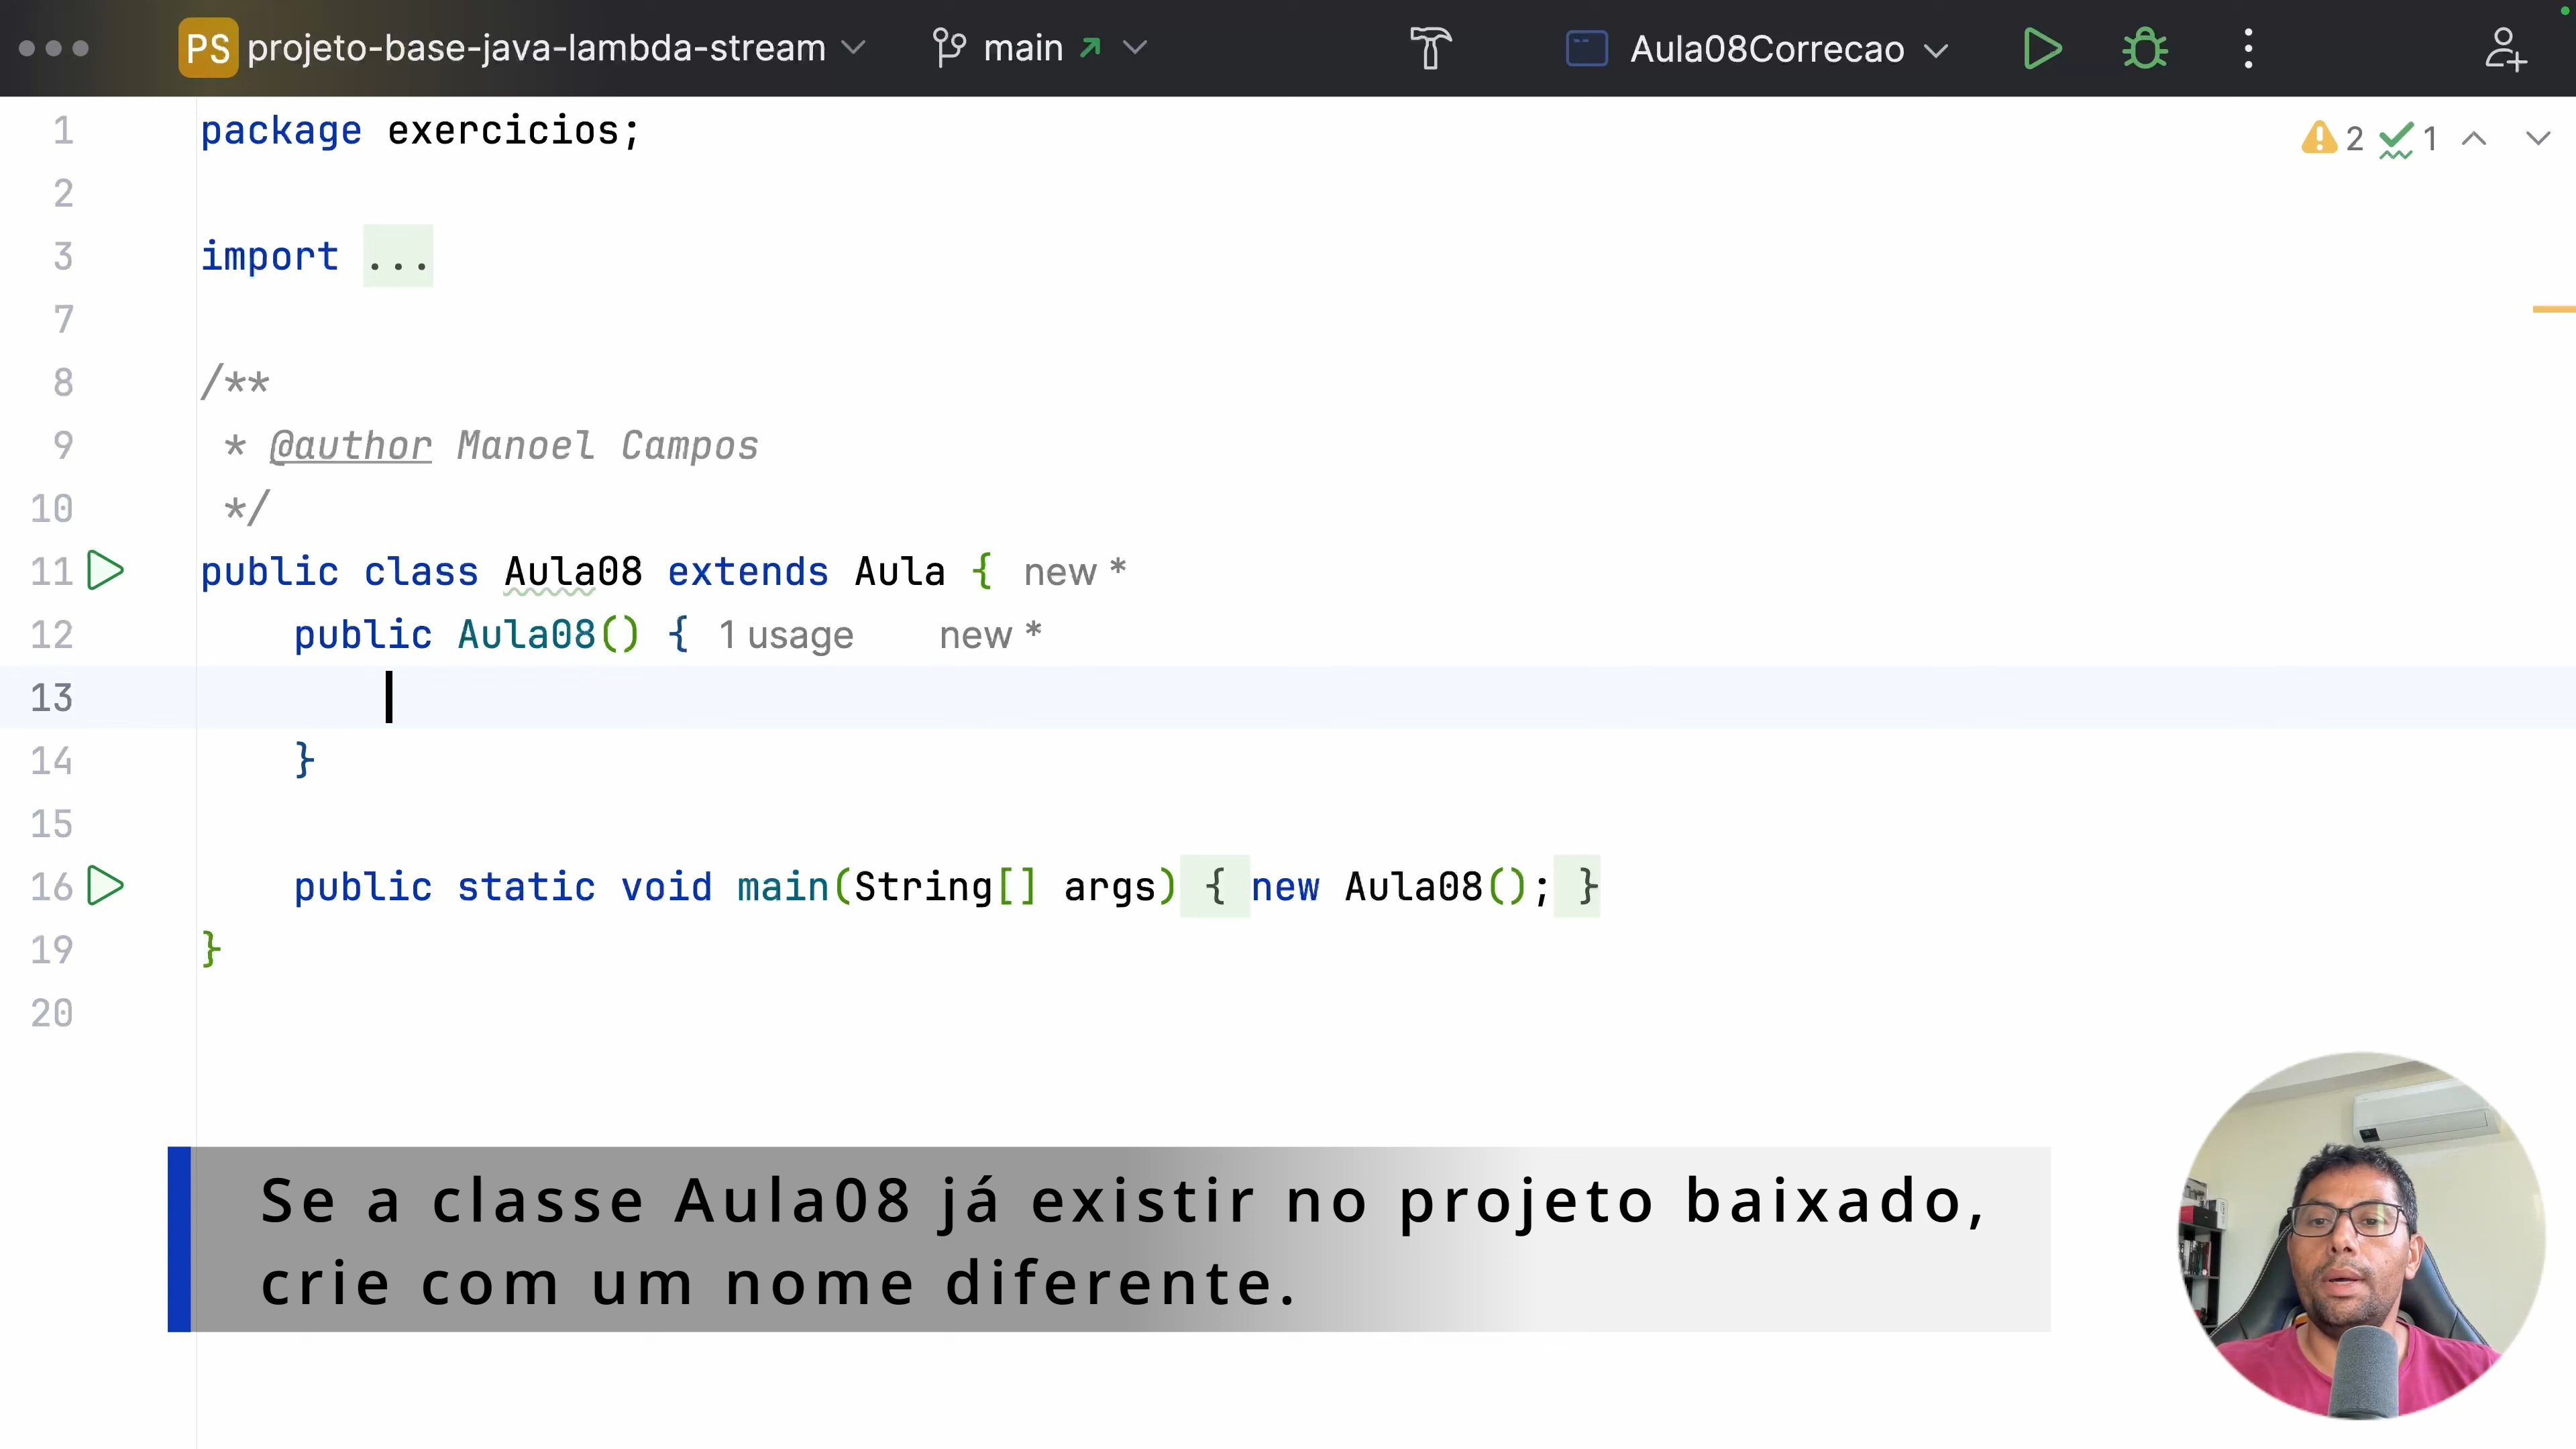 PS projeto-base-java-lambda-stream main Aula08Correcao
2 1
1 package exercicios;
2
3 import ...
7
8 /**
9 * @author Manoel Campos
10 */
11 public class Aula08 extends Aula { new *
12 public Aula08() { 1 usage new *
13
14 }
15
16 public static void main(String[] args) { new Aula08(); }
19 }
20
Se a classe Aula08 já existir no projeto baixado,
crie com um nome diferente.